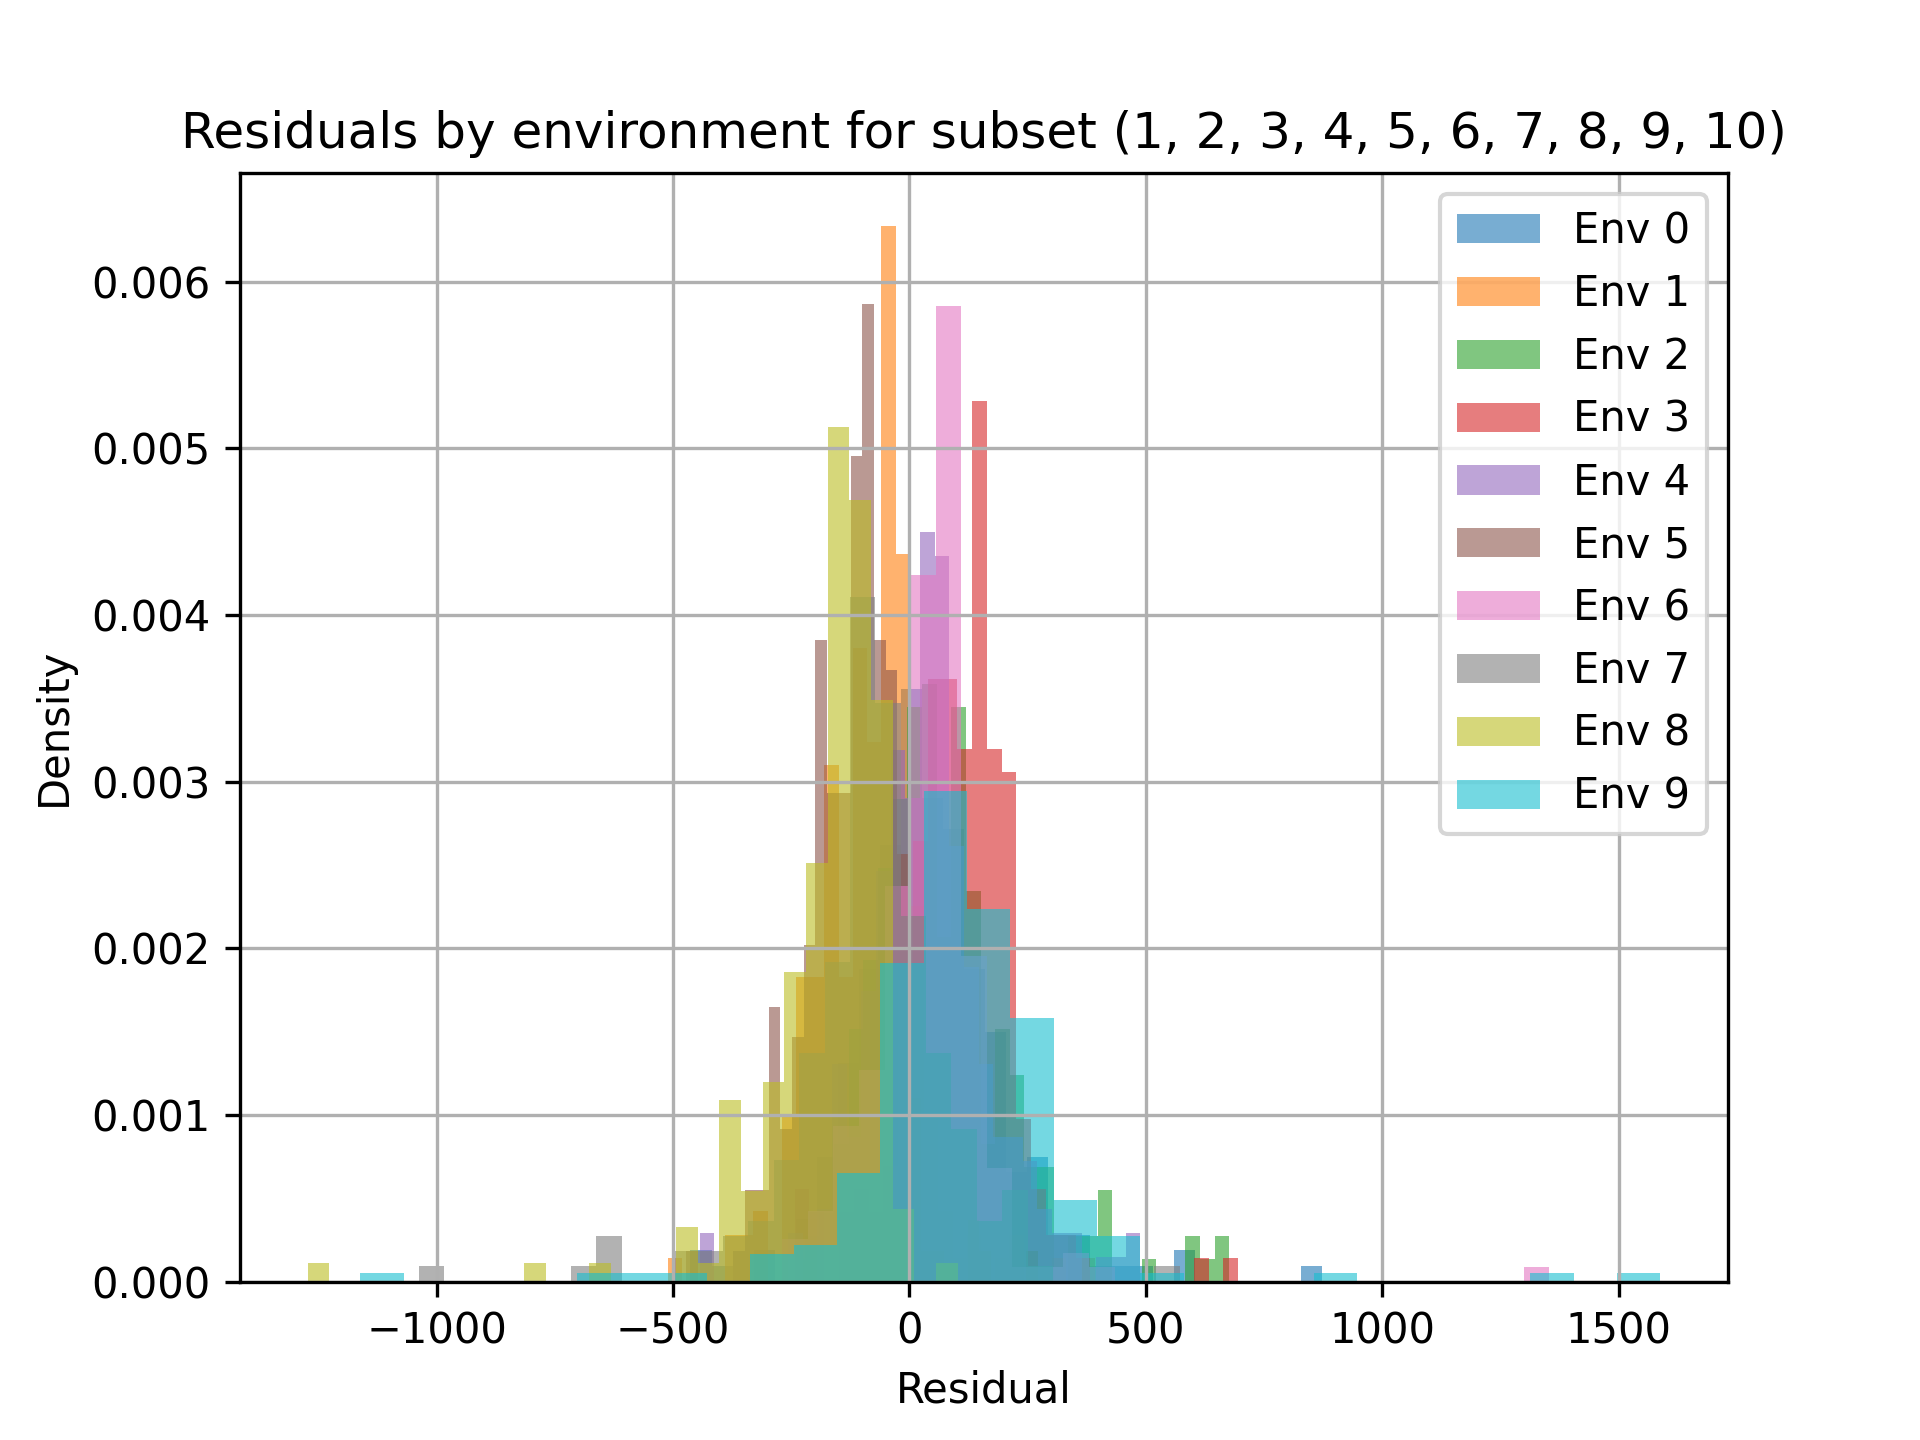 Residuals by environment for subset (1, 2, 3, 4, 5, 6, 7, 8, 9, 10)
Env 0
Env 1
Env 2
Env 3
Env 4
Env 5
Env 6
Env 7
Env 8
Env 9
Density
0.006
0.005
0.004
0.003
0.002
0.001
0.000
−1000 −500 0 500 1000 1500
Residual